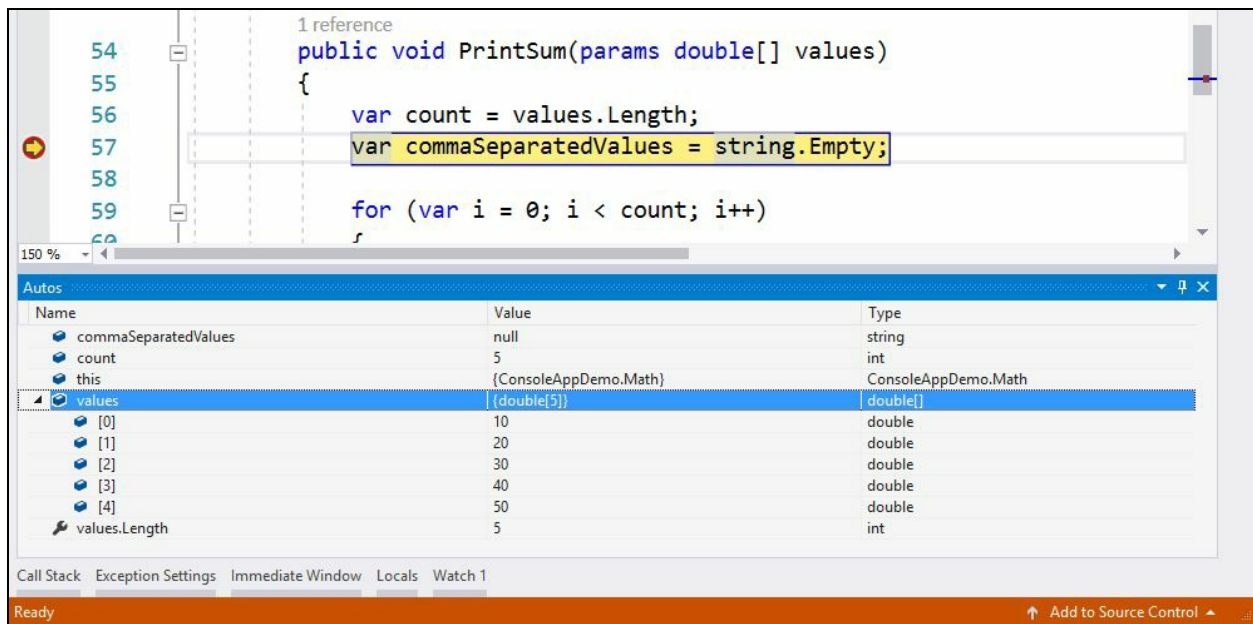 1 reference
54 public void PrintSum(params double[] values)
55 {
56 var count = values.Length;
57 var commaSeparatedValues = string.Empty;
58
59 for (var i = 0; i < count; i++)
60 {
150 %
Autos
Name Value Type
commaSeparatedValues null string
count 5 int
this {ConsoleAppDemo.Math} ConsoleAppDemo.Math
values {double[5]} double[]
[0] 10 double
[1] 20 double
[2] 30 double
[3] 40 double
[4] 50 double
values.Length 5 int
Call Stack Exception Settings Immediate Window Locals Watch 1
Ready Add to Source Control